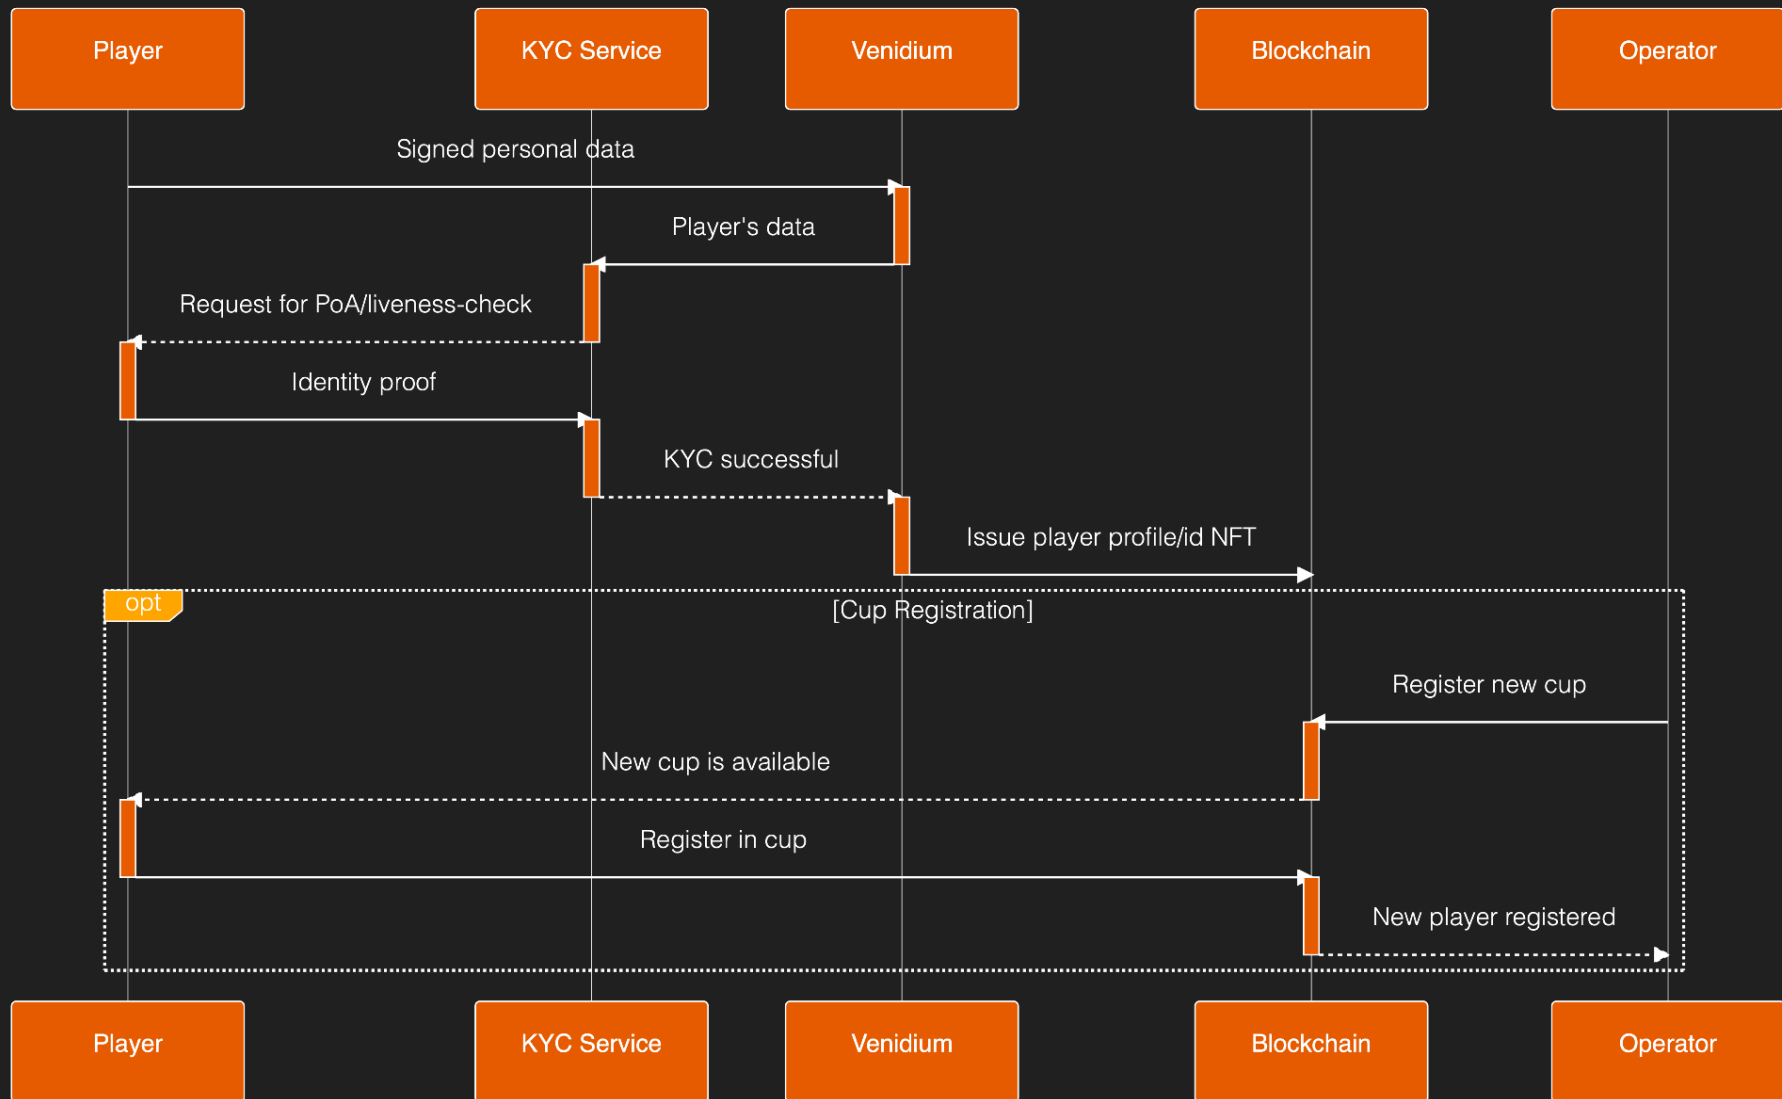 Player
KYC Service
Venidium
Blockchain
Operator
Signed personal data
Player's data
Request for PoA/liveness-check
Identity proof
KYC successful
Issue player profile/id NFT
opt
[Cup Registration]
Register new cup
New cup is available
Register in cup
New player registered
Player
KYC Service
Venidium
Blockchain
Operator